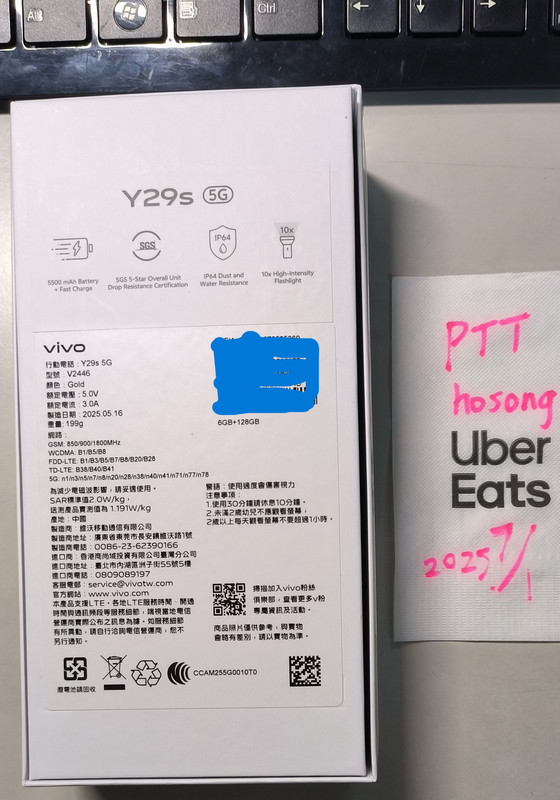 Alt
Ctrl
Y29s 5G
SGS
IP64
10x
5500 mAh Battery
+ Fast Charge
SGS 5-Star Overall Unit
Drop Resistance Certification
IP64 Dust and
Water Resistance
10x High-Intensity
Flashlight
vivo
行動電話：Y29s 5G
型號：V2446
顏色：Gold
額定電壓：5.0V
額定電流：3.0A
製造日期：2025.05.16
重量：199g
網路：
GSM: 850/900/1800MHz
WCDMA: B1/B5/B8
FDD-LTE: B1/B3/B5/B7/B8/B20/B28
TD-LTE: B38/B40/B41
5G: n1/n3/n5/n7/n8/n20/n28/n38/n40/n41/n71/n77/n78
6GB+128GB
為減少電磁波影響，請妥適使用。
SAR標準值2.0W/kg，
送測產品實測值為 1.191W/kg
產地：中國
製造商：維沃移動通信有限公司
製造商地址：廣東省東莞市長安鎮維沃路1號
製造商電話：0086-23-62390166
進口商：香港商尚域投資有限公司臺灣分公司
進口商地址：臺北市內湖區洲子街55號5樓
進口商電話：0809089197
客服電郵：service@vivotw.com
官方網站：www.vivo.com
本產品支援LTE。各地LTE服務、開通
時間與通訊頻段等服務細節，端視當地電信
營運商實際公布之訊息為據。如服務細節
有所異動，請自行洽詢電信營運商，恕不
另行通知。
警語：使用過度會傷害視力
注意事項：
1.使用30分鐘請休息10分鐘。
2.未滿2歲幼兒不應觀看螢幕，
2歲以上每天觀看螢幕不要超過1小時。
掃描加入vivo粉絲
俱樂部，查看更多v粉
專屬資訊及活動。
商品照片僅供參考，與實物
會略有差別，請以實物為準。
廢電池請回收
CCAM255G0010T0
PTT
hosong
Uber
Eats
2025 7/1